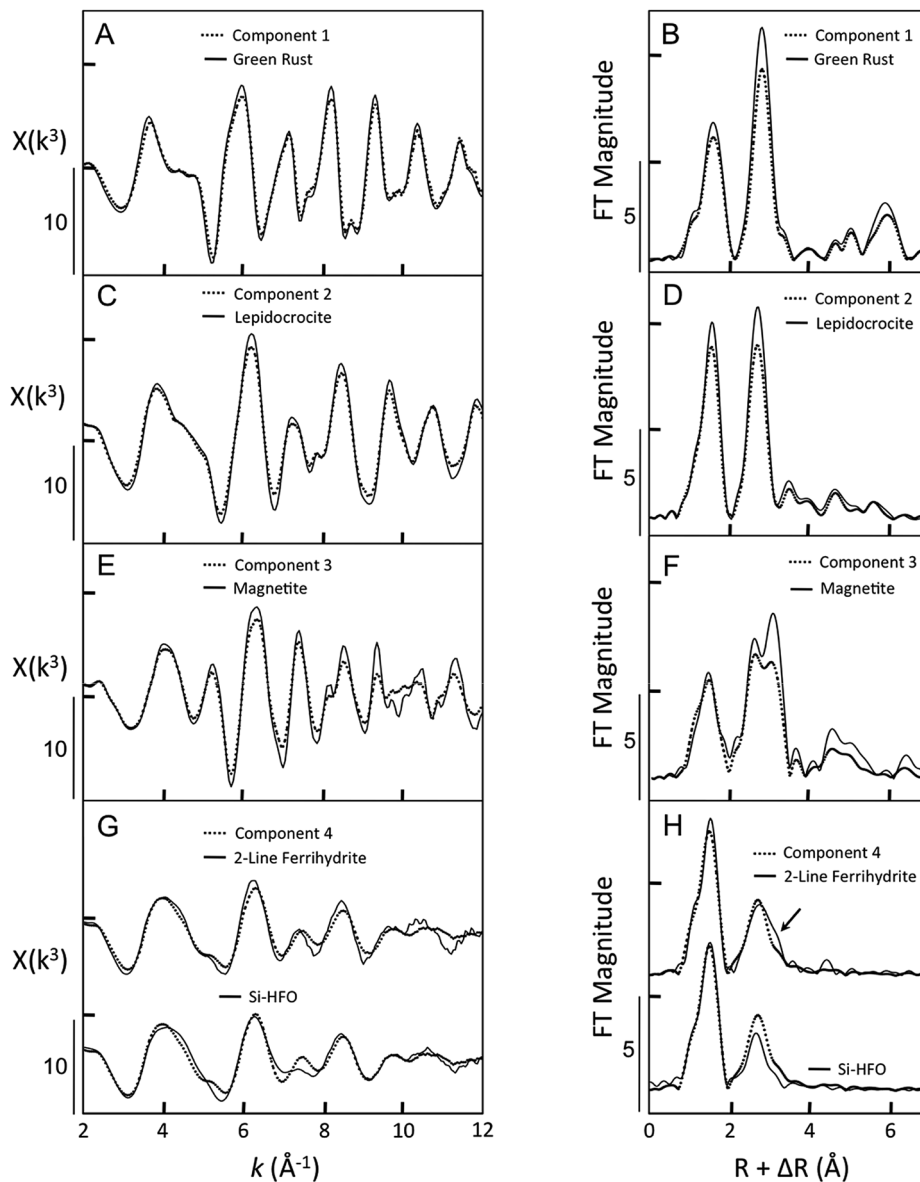 A
Component 1
Green Rust
X(k³)
10
B
Component 1
Green Rust
FT Magnitude
5
C
Component 2
Lepidocrocite
X(k³)
10
D
Component 2
Lepidocrocite
FT Magnitude
5
E
Component 3
Magnetite
X(k³)
10
F
Component 3
Magnetite
FT Magnitude
5
G
Component 4
2-Line Ferrihydrite
X(k³)
Si-HFO
10
2 4 6 8 10 12
k (Å⁻¹)
H
Component 4
2-Line Ferrihydrite
FT Magnitude
5
Si-HFO
0 2 4 6
R + ΔR (Å)